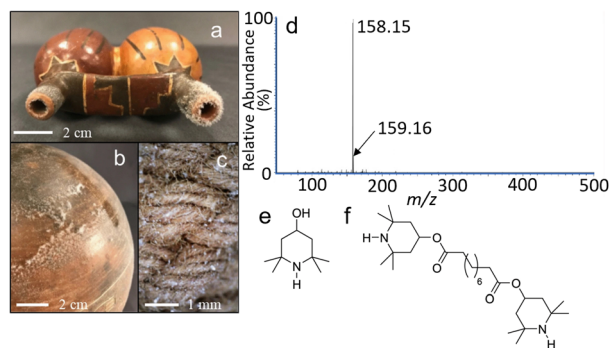 a
2 cm
b
2 cm
c
1 mm
d
Relative Abundance
(%)
100
0
158.15
159.16
100 200 300 400 500
m/z
e
OH
N
H
f
H-N
O
O
6
O
O
N
H